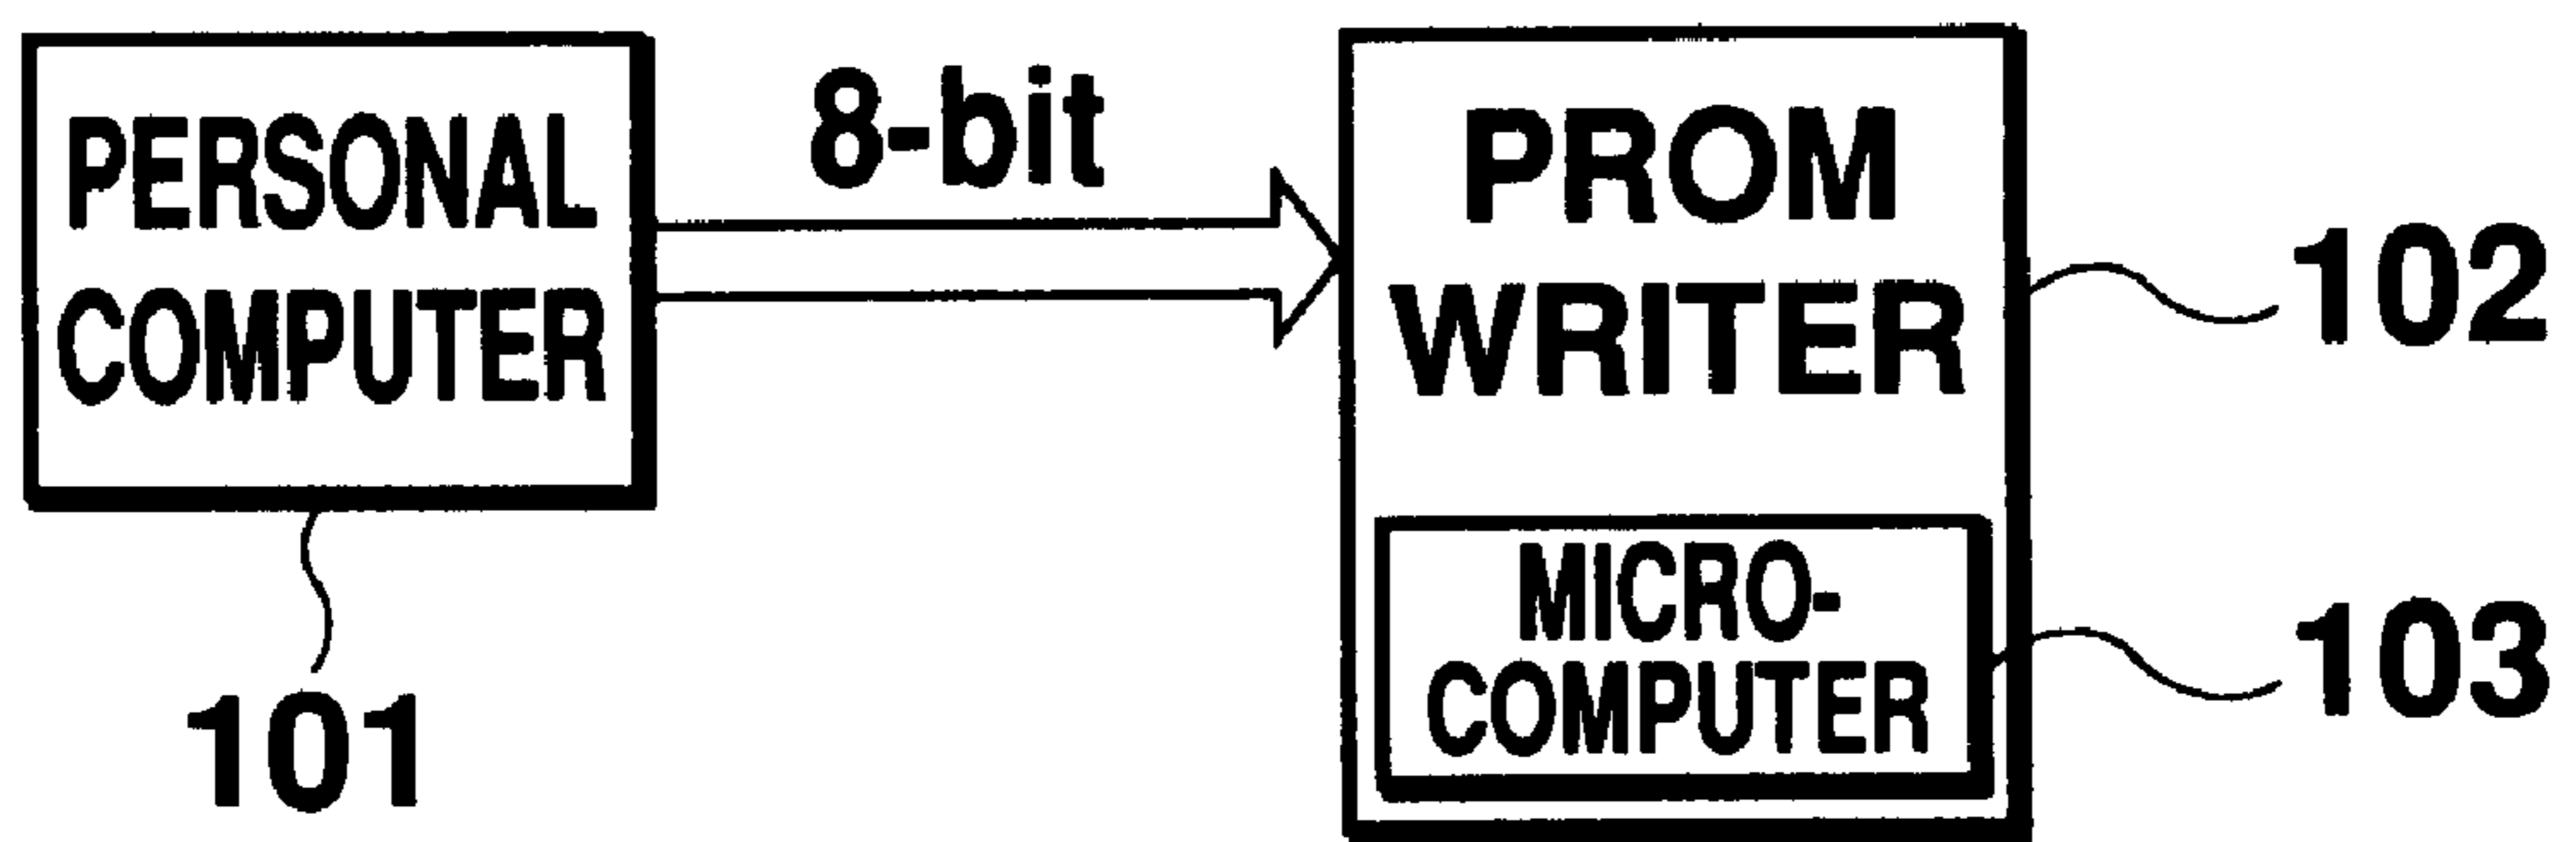 PERSONAL
COMPUTER
101
8-bit
PROM
WRITER
102
MICRO-
COMPUTER
103